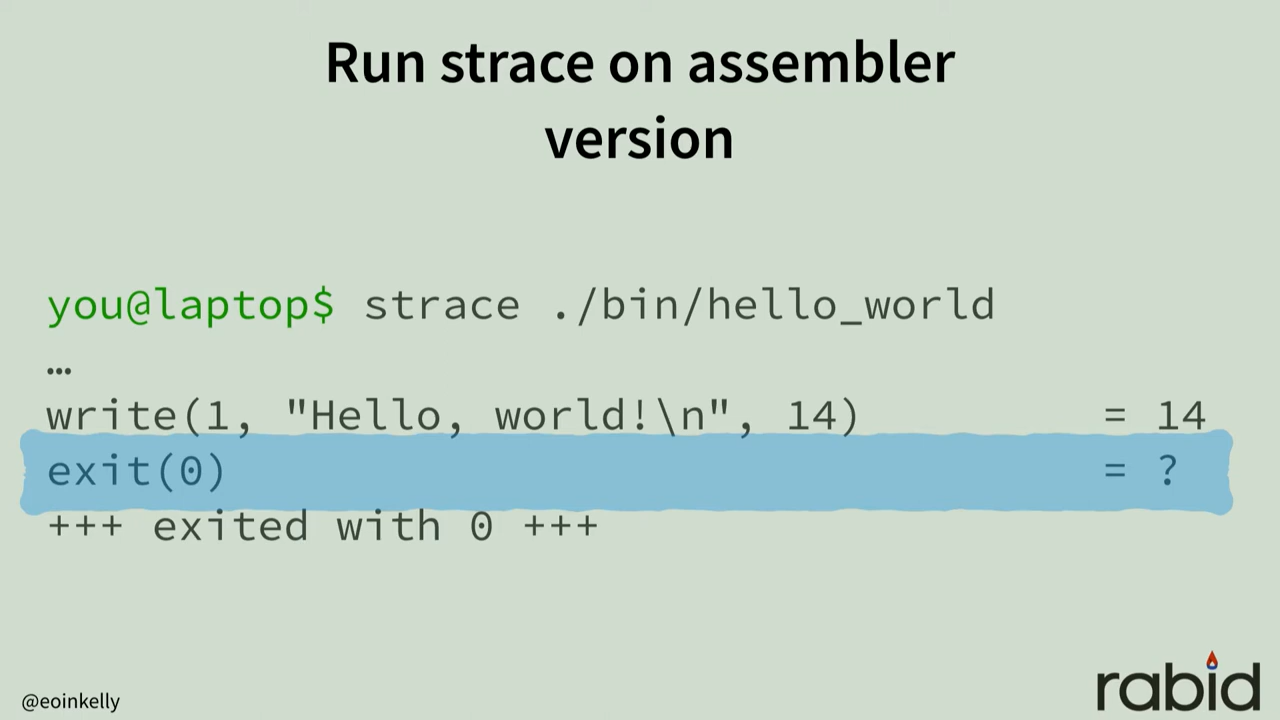 Run strace on assembler
version
you@laptop$ strace ./bin/hello_world
…
write(1, "Hello, world!\n", 14) = 14
exit(0) = ?
+++ exited with 0 +++
@eoinkelly
rabid